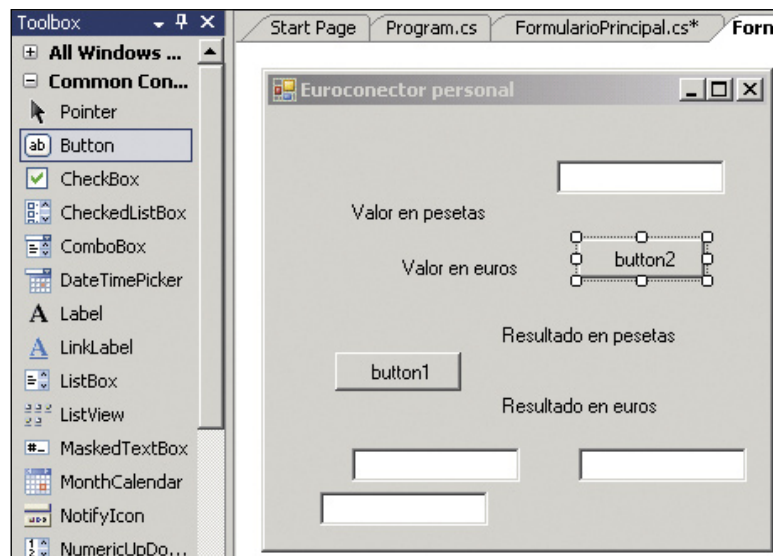 Toolbox
Start Page
Program.cs
FormularioPrincipal.cs*
Forn
All Windows ...
Common Con...
Pointer
ab Button
CheckBox
CheckedListBox
ComboBox
DateTimePicker
A Label
A LinkLabel
ListBox
ListView
#_ MaskedTextBox
MonthCalendar
NotifyIcon
NumericUpDo...
Euroconector personal
Valor en pesetas
Valor en euros
button2
Resultado en pesetas
button1
Resultado en euros